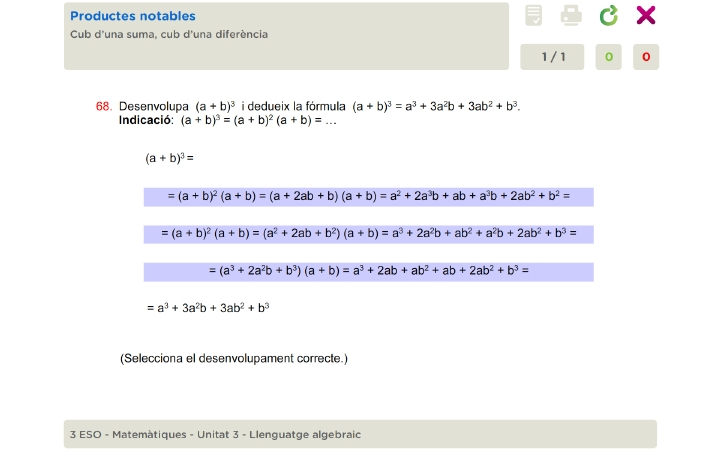 Productes notables
Cub d'una suma, cub d'una diferència
1 / 1
0
0
68. Desenvolupa (a + b)³ i dedueix la fórmula (a + b)³ = a³ + 3a²b + 3ab² + b³.
Indicació: (a + b)³ = (a + b)² (a + b) = ...
(a + b)³ =
= (a + b)² (a + b) = (a + 2ab + b) (a + b) = a² + 2a³b + ab + a³b + 2ab² + b² =
= (a + b)² (a + b) = (a² + 2ab + b²) (a + b) = a³ + 2a²b + ab² + a²b + 2ab² + b³ =
= (a³ + 2a²b + b³) (a + b) = a³ + 2ab + ab² + ab + 2ab² + b³ =
= a³ + 3a²b + 3ab² + b³
(Selecciona el desenvolupament correcte.)
3 ESO - Matemàtiques - Unitat 3 - Llenguatge algebraic